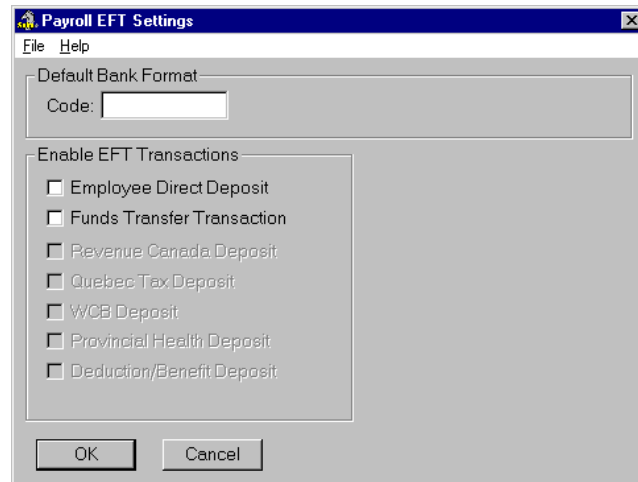 Payroll EFT Settings
File Help
Default Bank Format
Code:
Enable EFT Transactions
Employee Direct Deposit
Funds Transfer Transaction
Revenue Canada Deposit
Quebec Tax Deposit
WCB Deposit
Provincial Health Deposit
Deduction/Benefit Deposit
OK Cancel